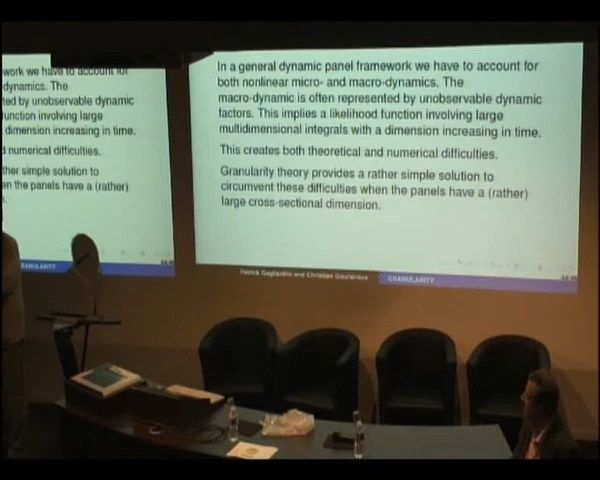 work we have to account for
dynamics. The
ted by unobservable dynamic
function involving large
dimension increasing in time.
d numerical difficulties.
ther simple solution to
en the panels have a (rather)
GRANULARITY
In a general dynamic panel framework we have to account for
both nonlinear micro- and macro-dynamics. The
macro-dynamic is often represented by unobservable dynamic
factors. This implies a likelihood function involving large
multidimensional integrals with a dimension increasing in time.
This creates both theoretical and numerical difficulties.
Granularity theory provides a rather simple solution to
circumvent these difficulties when the panels have a (rather)
large cross-sectional dimension.
Patrick Gagliardini and Christian Gourieroux
GRANULARITY